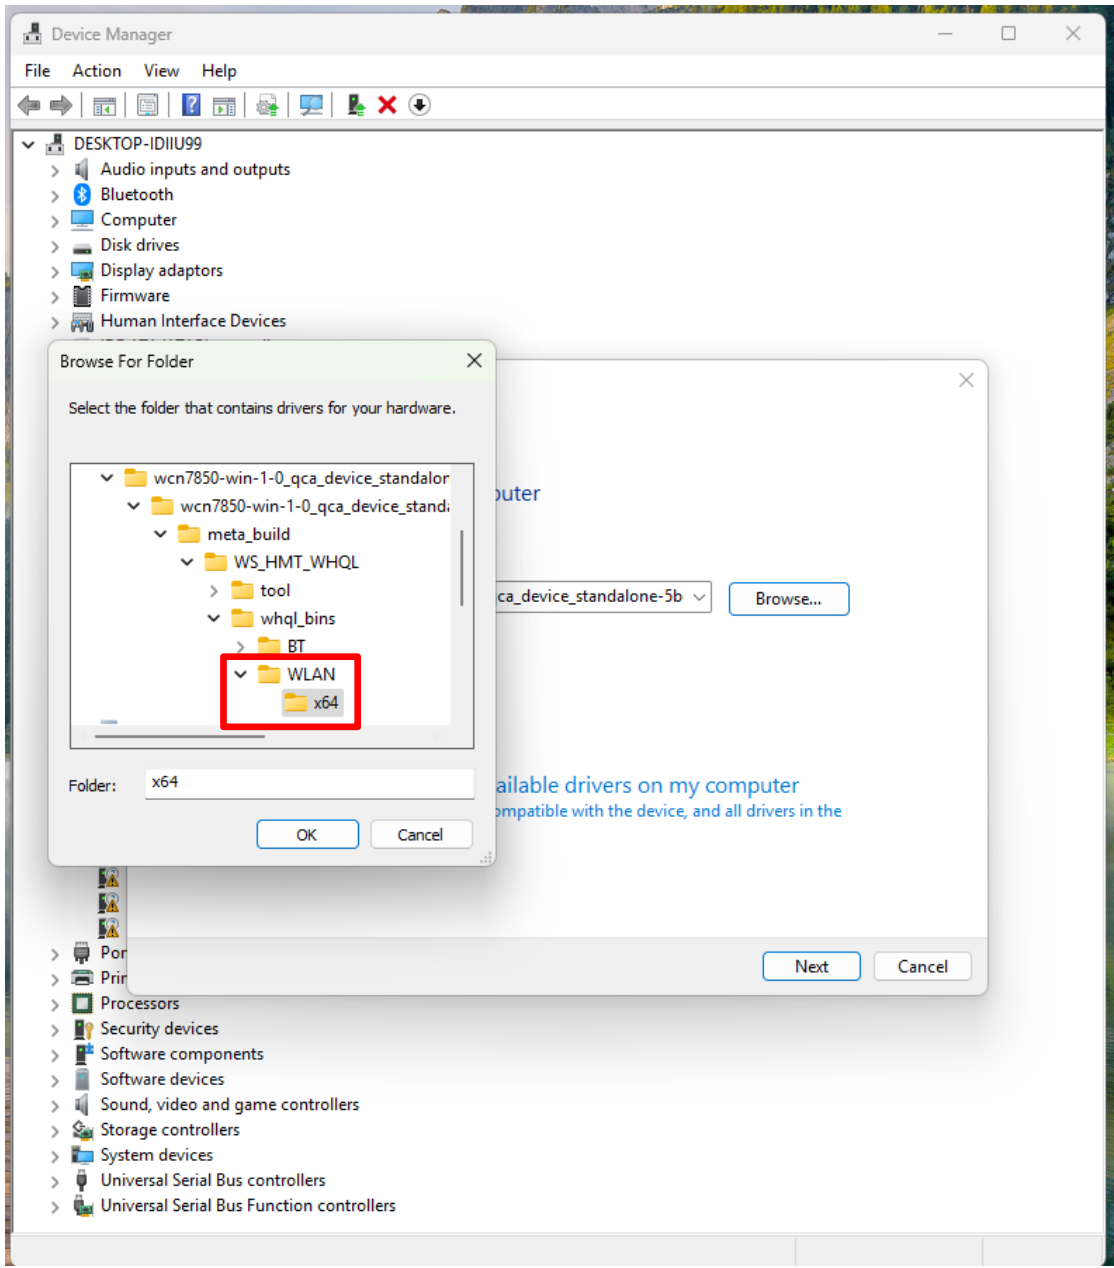 Device Manager
File Action View Help
DESKTOP-IDIIU99
Audio inputs and outputs
Bluetooth
Computer
Disk drives
Display adaptors
Firmware
Human Interface Devices
Browse For Folder
Select the folder that contains drivers for your hardware.
wcn7850-win-1-0_qca_device_standalor
wcn7850-win-1-0_qca_device_stand
meta_build
WS_HMT_WHQL
tool
whql_bins
BT
WLAN
x64
Folder: x64
OK Cancel
puter
ca_device_standalone-5b
Browse...
ailable drivers on my computer
ompatible with the device, and all drivers in the
Next Cancel
Por
Prin
Processors
Security devices
Software components
Software devices
Sound, video and game controllers
Storage controllers
System devices
Universal Serial Bus controllers
Universal Serial Bus Function controllers